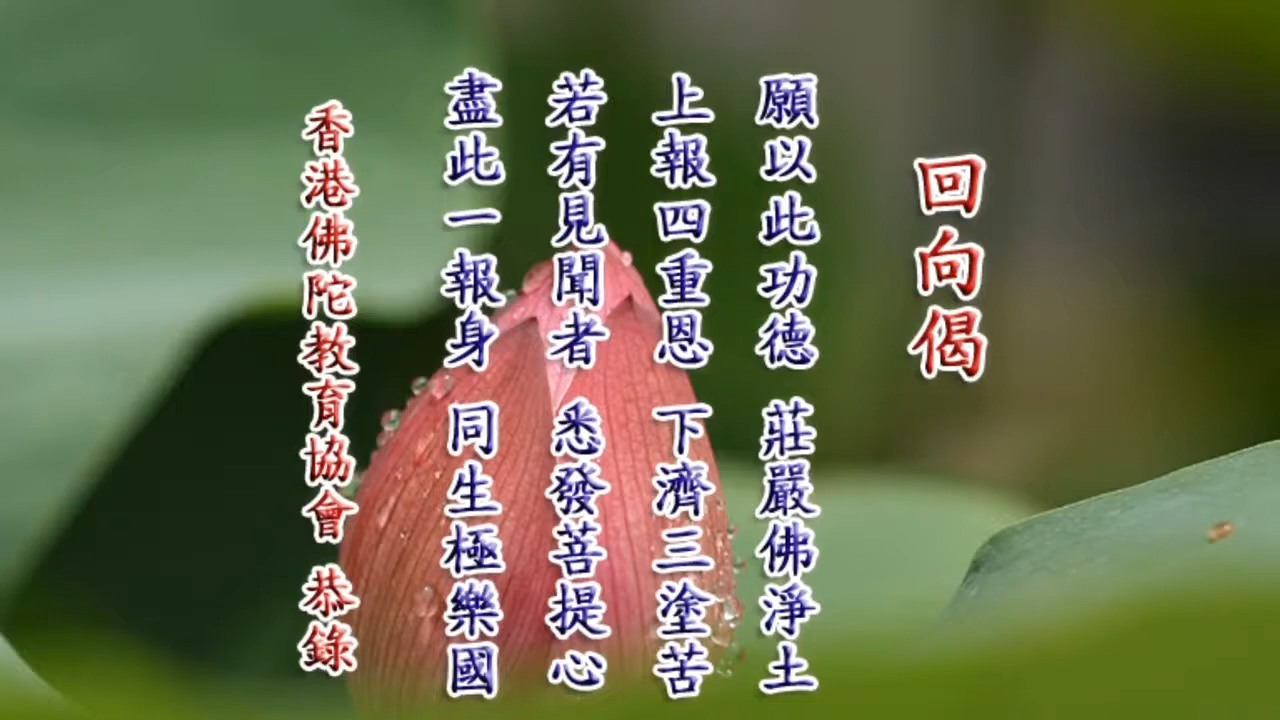 回向偈
願以此功德 莊嚴佛淨土
上報四重恩 下濟三塗苦
若有見聞者 悉發菩提心
盡此一報身 同生極樂國
香港佛陀教育協會 恭錄